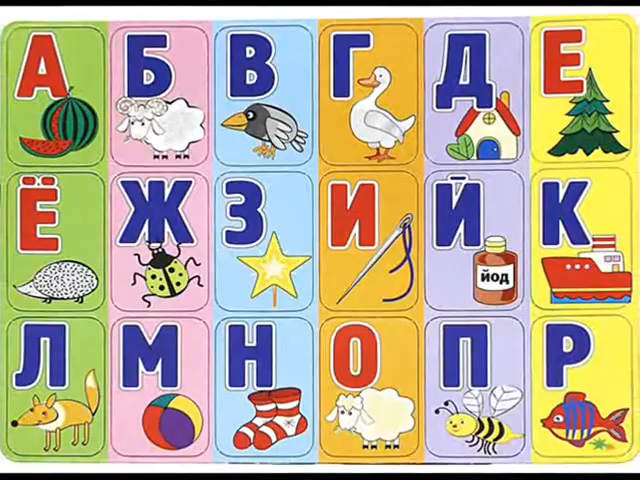 А Б В Г Д Е
Ё Ж З И Й К
йод
Л М Н О П Р